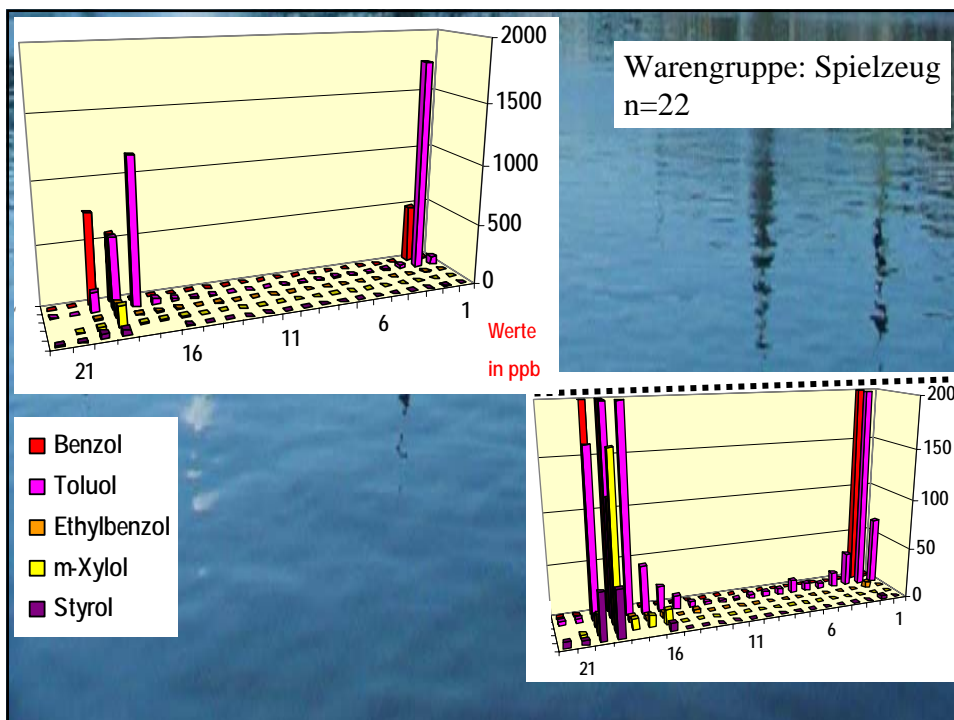 2000
1500
1000
500
0
1
6
11
16
21
Werte
in ppb
Warengruppe: Spielzeug
n=22
Benzol
Toluol
Ethylbenzol
m-Xylol
Styrol
200
150
100
50
0
1
6
11
16
21